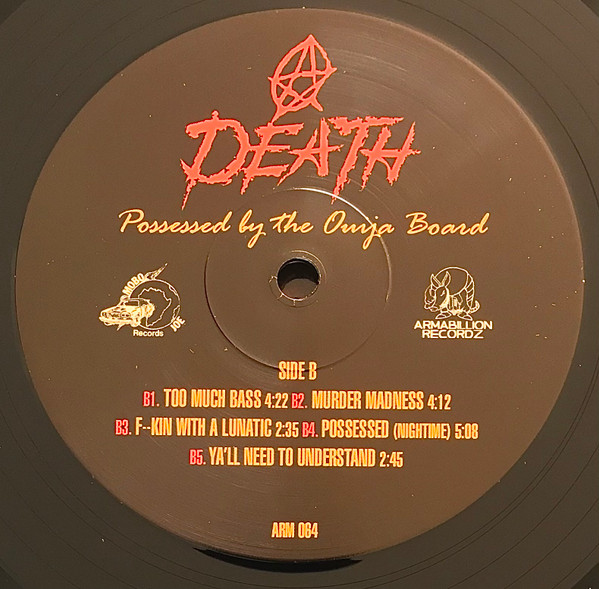 DEATH
Possessed by the Ouija Board
MOBO JOE
Records
ARMABILLION
RECORDZ
SIDE B
B1. TOO MUCH BASS 4:22 B2. MURDER MADNESS 4:12
B3. F--KIN WITH A LUNATIC 2:35 B4. POSSESSED (NIGHTIME) 5:08
B5. YA'LL NEED TO UNDERSTAND 2:45
ARM 064